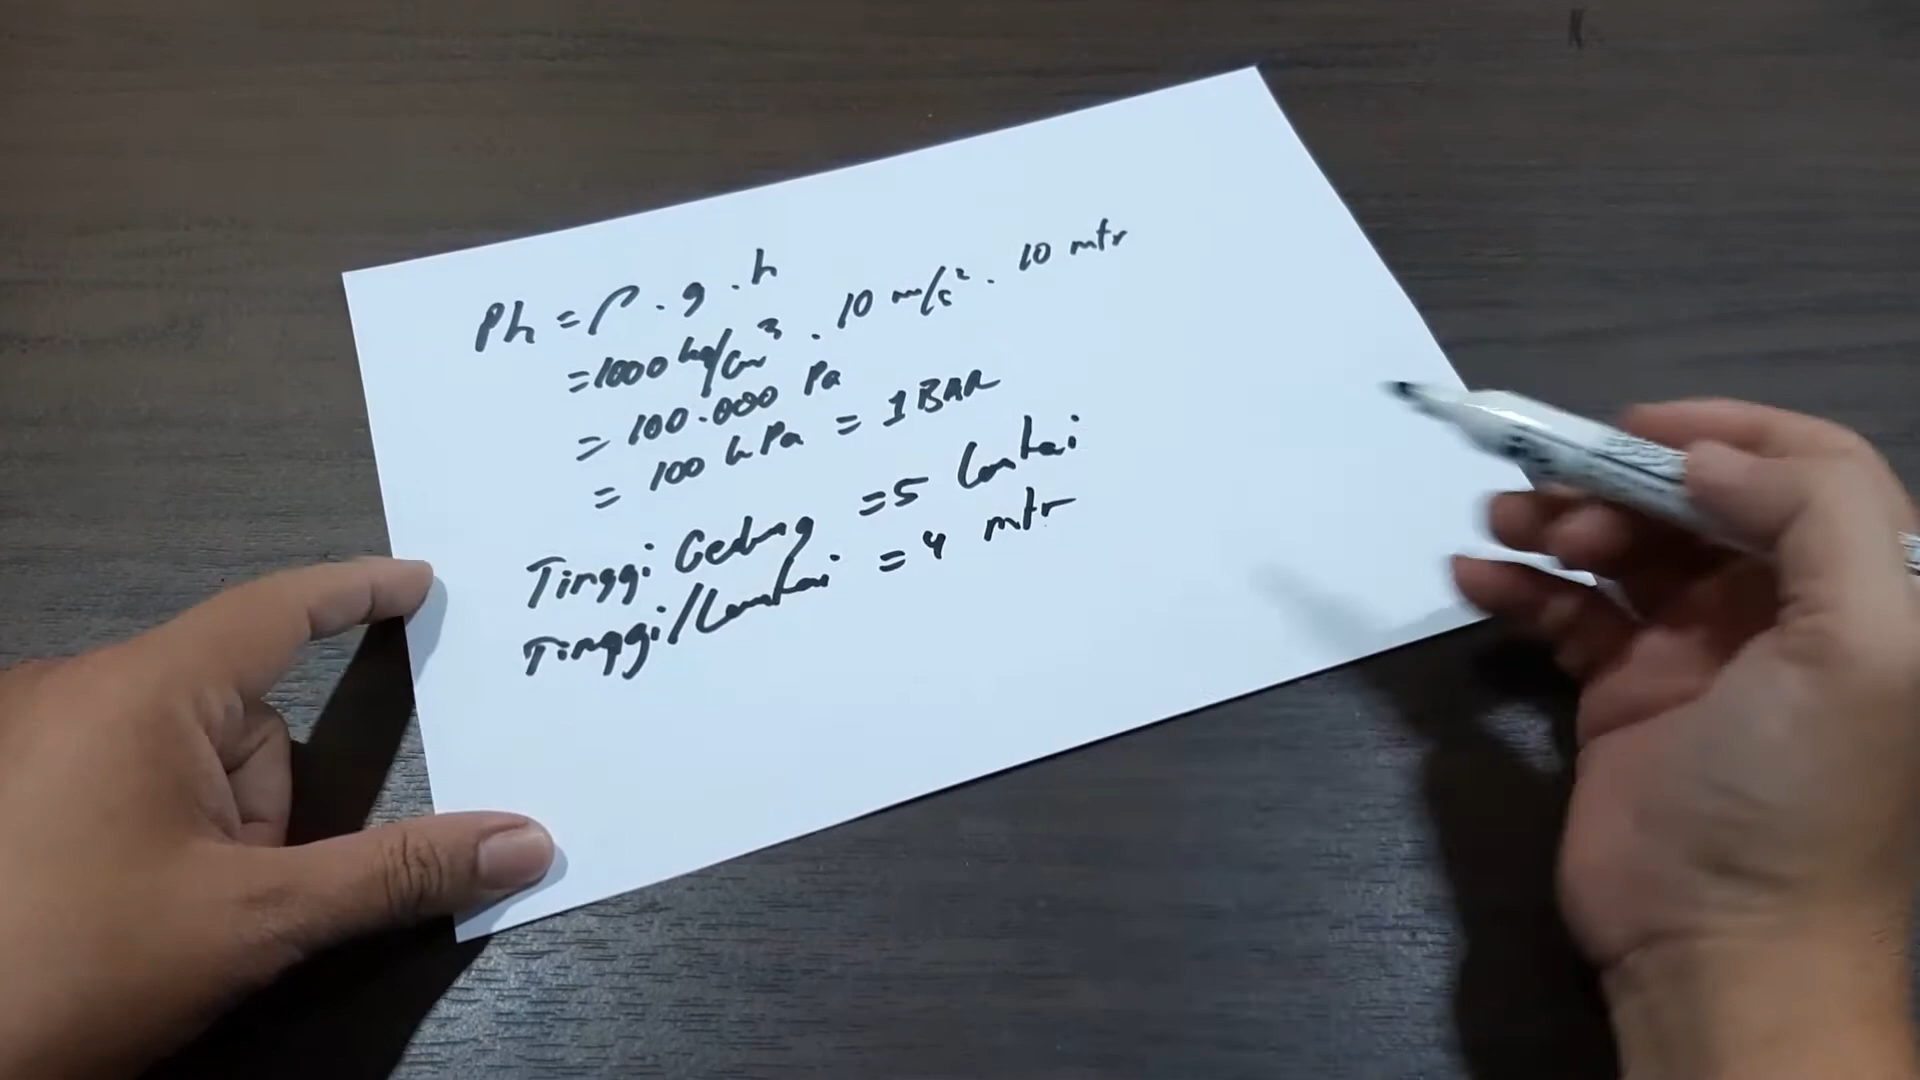 Ph = ρ . g . h
= 1000 kg/cm³ . 10 m/s² . 10 mtr
= 100.000 Pa
= 100 kPa = 1 BAR
Tinggi Gedung = 5 Lantai
Tinggi/Lantai = 4 mtr